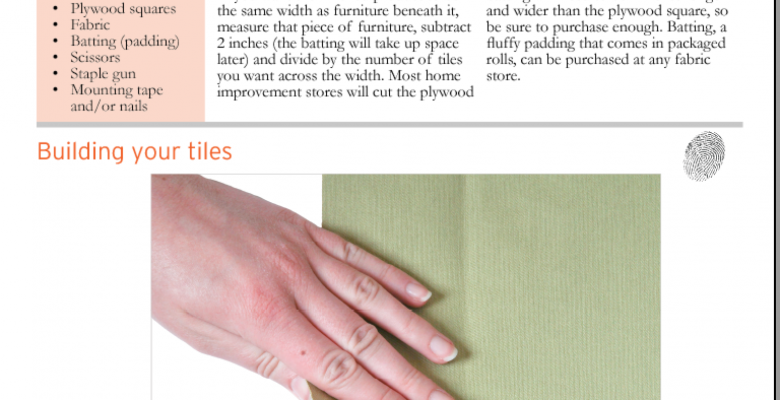 • Plywood squares
• Fabric
• Batting (padding)
• Scissors
• Staple gun
• Mounting tape
and/or nails
the same width as furniture beneath it,
measure that piece of furniture, subtract
2 inches (the batting will take up space
later) and divide by the number of tiles
you want across the width. Most home
improvement stores will cut the plywood
and wider than the plywood square, so
be sure to purchase enough. Batting, a
fluffy padding that comes in packaged
rolls, can be purchased at any fabric
store.
Building your tiles